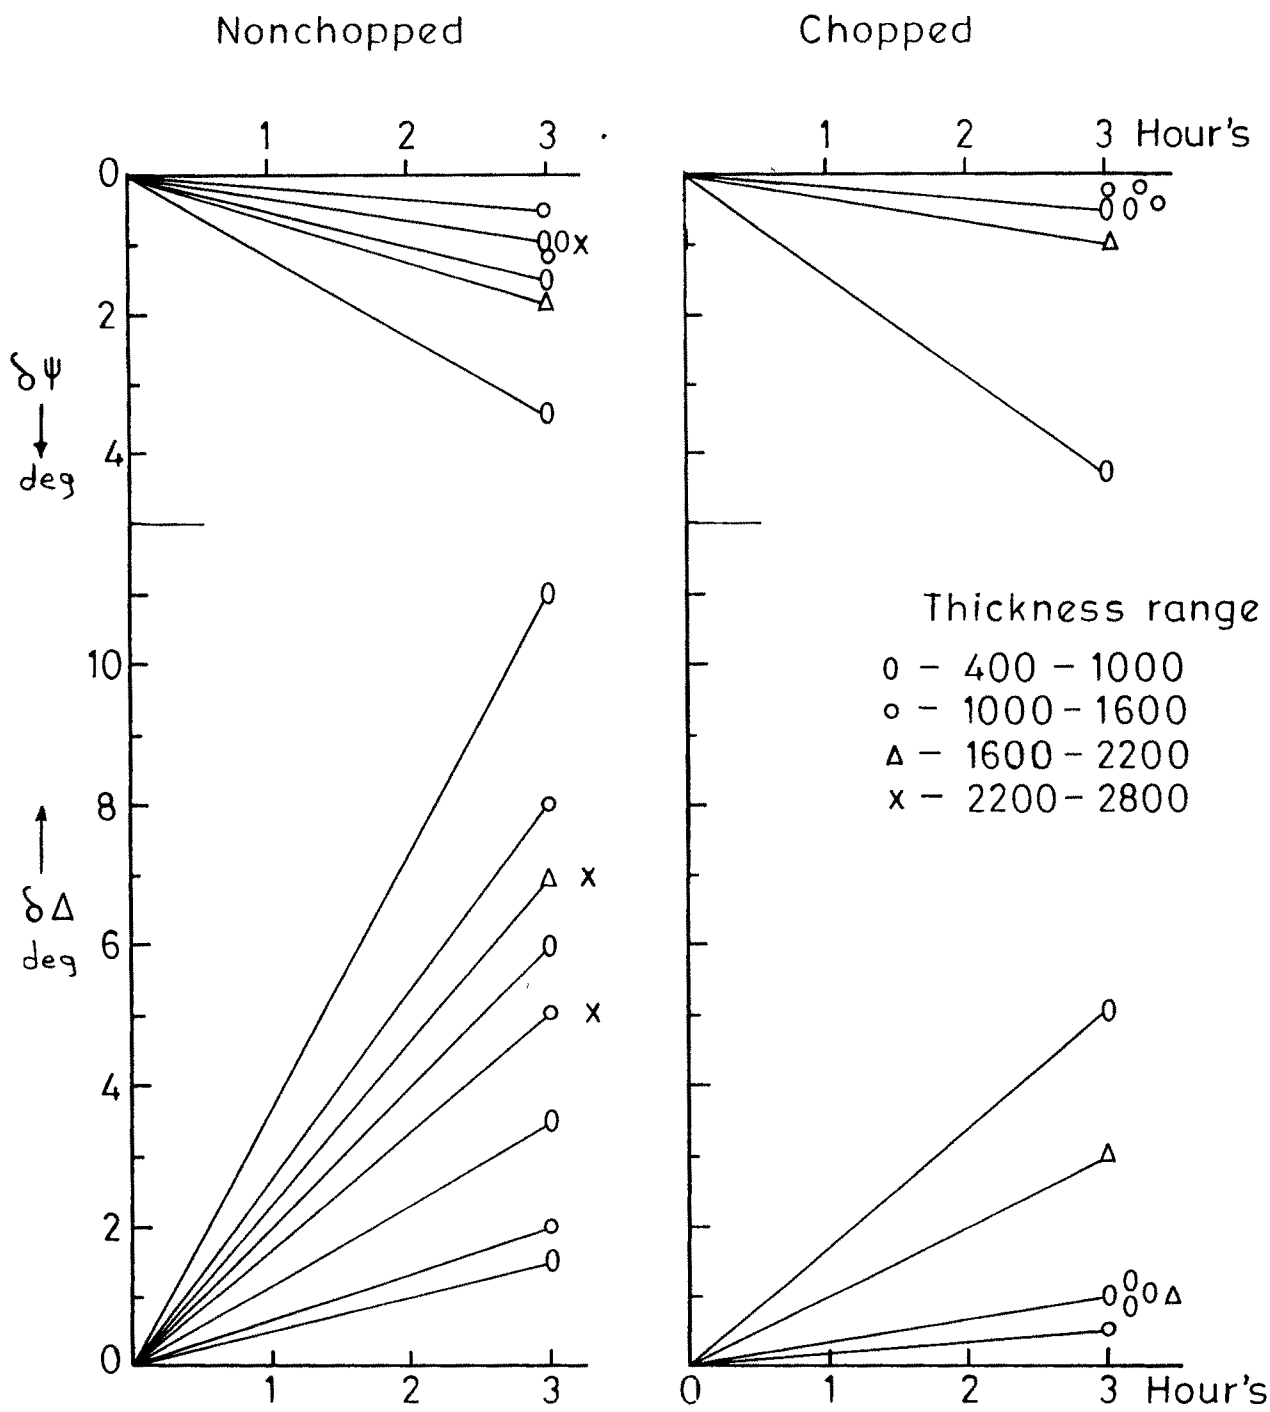 Nonchopped Chopped
1 2 3 1 2 3 Hour's
0
2
δψ
4
deg
Thickness range
0 – 400 – 1000
10
o – 1000 – 1600
Δ – 1600 – 2200
8
x – 2200 – 2800
δΔ
6
deg
4
2
0
1 2 3 0 1 2 3 Hour's